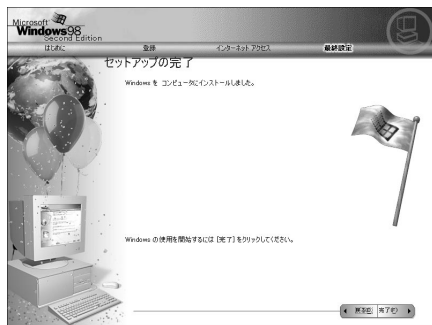 Microsoft
Windows98
Second Edition
はじめに 登録 インターネット アクセス 最終設定
セットアップの完了
Windows を コンピュータにインストールしました。
Windows の使用を開始するには [完了] をクリックしてください。
戻る(B) 完了(F)